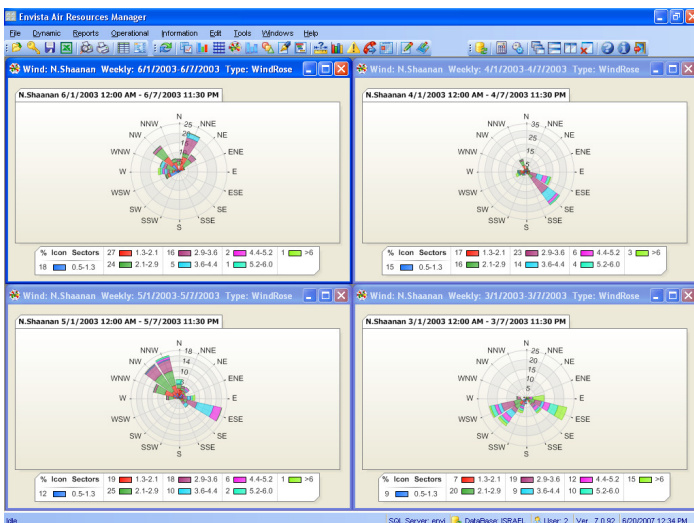 Envista Air Resources Manager
File Dynamic Reports Operational Information Edit Tools Windows Help
Wind: N.Shaanan Weekly: 6/1/2003-6/7/2003 Type: WindRose
N.Shaanan 6/1/2003 12:00 AM - 6/7/2003 11:30 PM
N
NNW 25 NNE
NW 20 NE
15
WNW 10 ENE
W E
WSW ESE
SW SE
SSW SSE
S
% Icon Sectors 27 1.3-2.1 16 2.9-3.6 2 4.4-5.2 1 >6
18 0.5-1.3 24 2.1-2.9 5 3.6-4.4 1 5.2-6.0
Wind: N.Shaanan Weekly: 4/1/2003-4/7/2003 Type: WindRose
N.Shaanan 4/1/2003 12:00 AM - 4/7/2003 11:30 PM
N
NNW 35 NNE
NW 25 NE
WNW 15 ENE
5
W E
WSW ESE
SW SE
SSW SSE
S
% Icon Sectors 17 1.3-2.1 23 2.9-3.6 6 4.4-5.2 3 >6
15 0.5-1.3 16 2.1-2.9 14 3.6-4.4 4 5.2-6.0
Wind: N.Shaanan Weekly: 5/1/2003-5/7/2003 Type: WindRose
N.Shaanan 5/1/2003 12:00 AM - 5/7/2003 11:30 PM
N
NNW 18 NNE
NW 14 NE
WNW 10 ENE
W E
WSW ESE
SW SE
SSW SSE
S
% Icon Sectors 19 1.3-2.1 18 2.9-3.6 6 4.4-5.2 1 >6
12 0.5-1.3 25 2.1-2.9 10 3.6-4.4 2 5.2-6.0
Wind: N.Shaanan Weekly: 3/1/2003-3/7/2003 Type: WindRose
N.Shaanan 3/1/2003 12:00 AM - 3/7/2003 11:30 PM
N
NNW 25 NNE
NW 20 NE
15
WNW 10 ENE
5
W E
WSW ESE
SW SE
SSW SSE
S
% Icon Sectors 7 1.3-2.1 19 2.9-3.6 12 4.4-5.2 15 >6
9 0.5-1.3 20 2.1-2.9 9 3.6-4.4 10 5.2-6.0
Idle SQL Server: envi DataBase: ISRAEL User: 2 Ver. 7.0.92 6/20/2007 12:34 PM